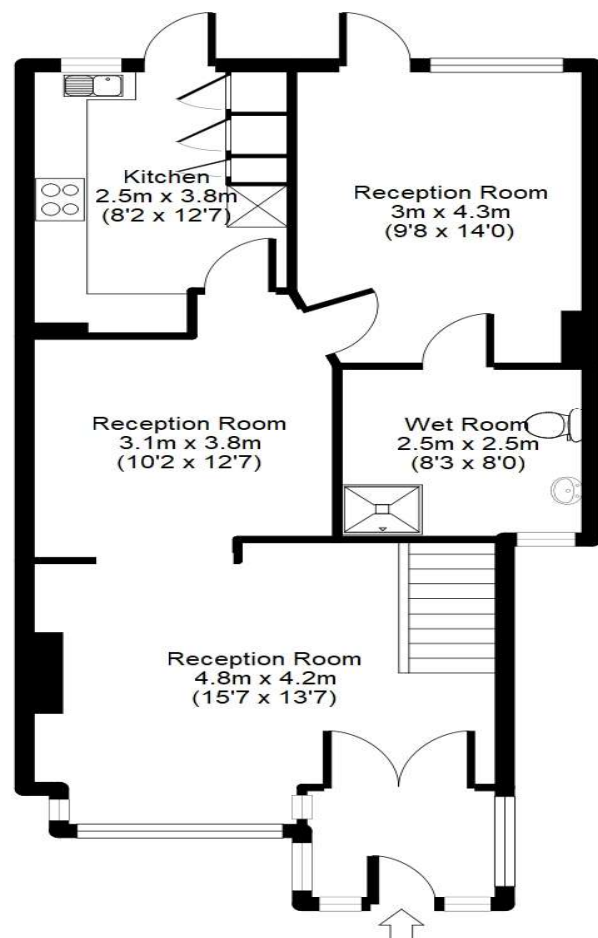 Kitchen
2.5m x 3.8m
(8'2 x 12'7)
Reception Room
3m x 4.3m
(9'8 x 14'0)
Reception Room
3.1m x 3.8m
(10'2 x 12'7)
Wet Room
2.5m x 2.5m
(8'3 x 8'0)
Reception Room
4.8m x 4.2m
(15'7 x 13'7)